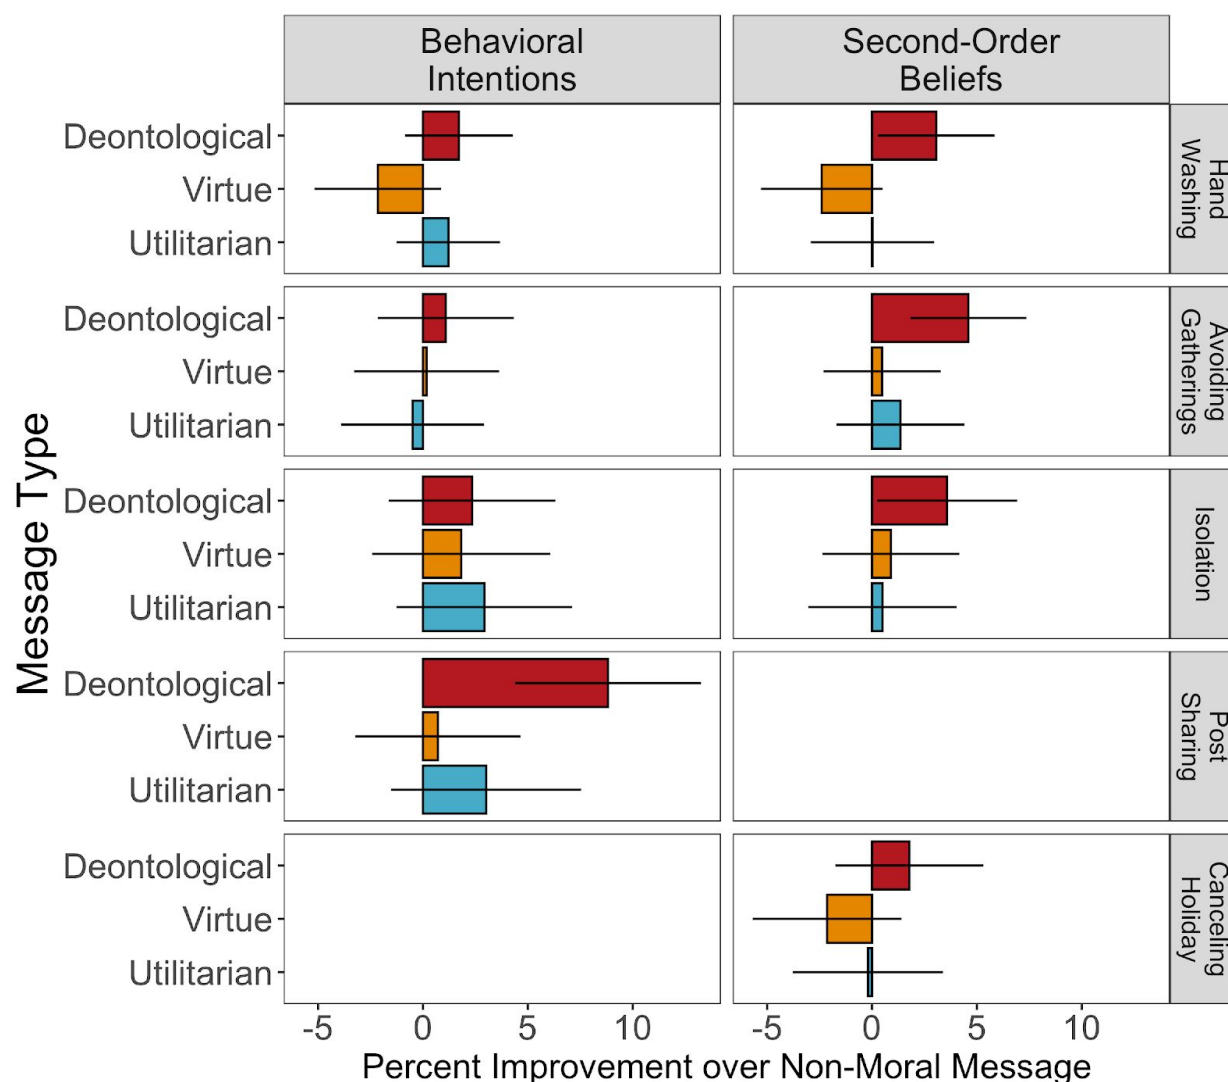 Behavioral
Intentions
Second-Order
Beliefs
Deontological
Virtue
Utilitarian
Hand
Washing
Deontological
Virtue
Utilitarian
Avoiding
Gatherings
Deontological
Virtue
Utilitarian
Isolation
Deontological
Virtue
Utilitarian
Post
Sharing
Deontological
Virtue
Utilitarian
Canceling
Holiday
Message Type
-5 0 5 10
-5 0 5 10
Percent Improvement over Non-Moral Message